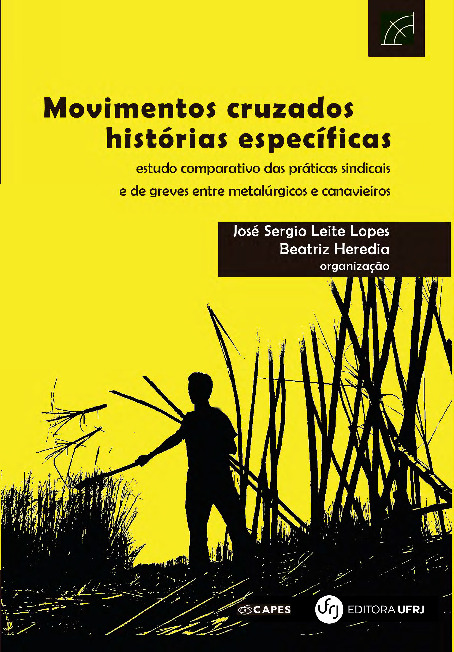 Movimentos cruzados
histórias específicas
estudo comparativo das práticas sindicais
e de greves entre metalúrgicos e canavieiros
José Sergio Leite Lopes
Beatriz Heredia
organização
CAPES
ufrj
EDITORA UFRJ